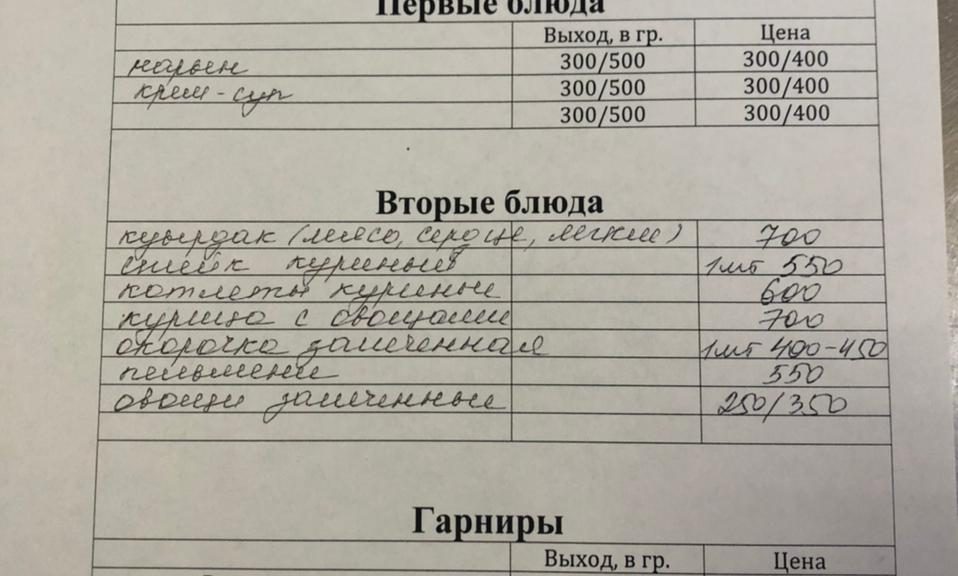 Первые блюда
Выход, в гр. Цена
нарын 300/500 300/400
крем-суп 300/500 300/400
300/500 300/400
Вторые блюда
куырдак (мясо, сердце, легкие) 700
стейк куриный 1шт 550
котлеты куриные 600
курица с овощами 700
окорочка запеченная 1шт 400-450
пельмени 550
овощи запеченные 250/350
Гарниры
Выход, в гр. Цена